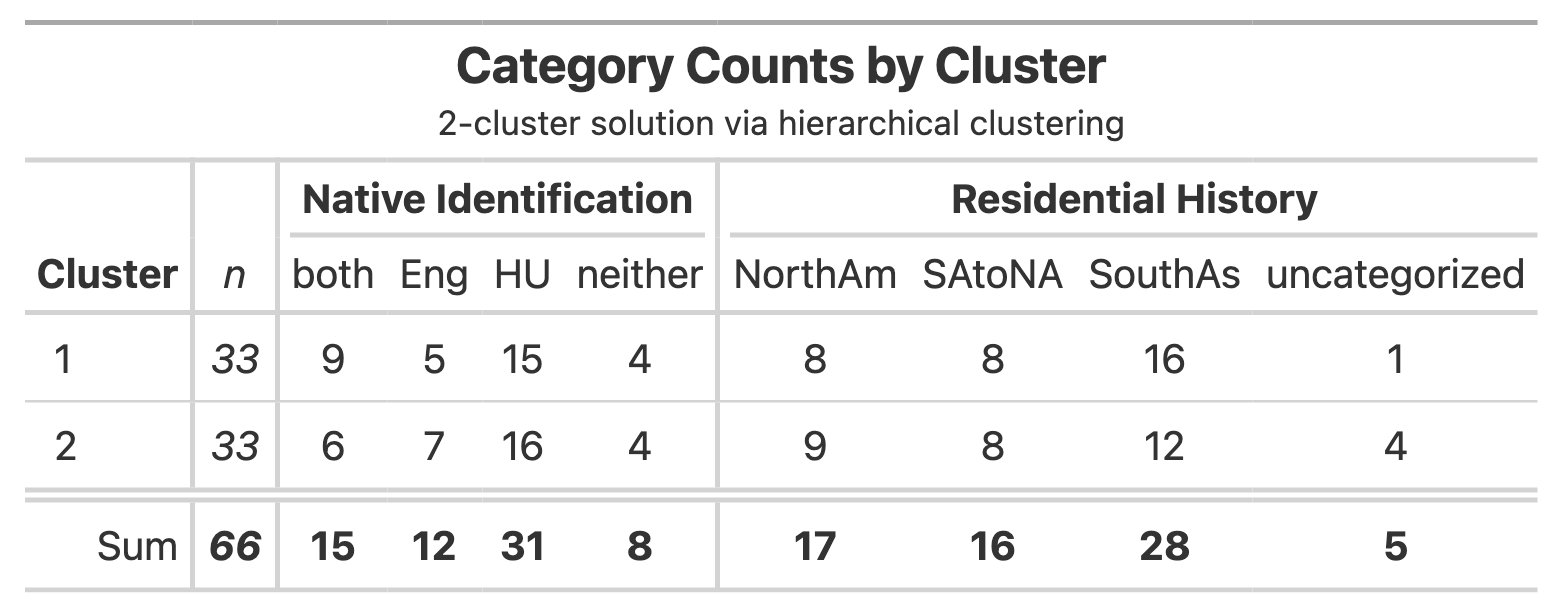 Category Counts by Cluster
2-cluster solution via hierarchical clustering
Native Identification Residential History
Cluster n both Eng HU neither NorthAm SAtoNA SouthAs uncategorized
1 33 9 5 15 4 8 8 16 1
2 33 6 7 16 4 9 8 12 4
Sum 66 15 12 31 8 17 16 28 5